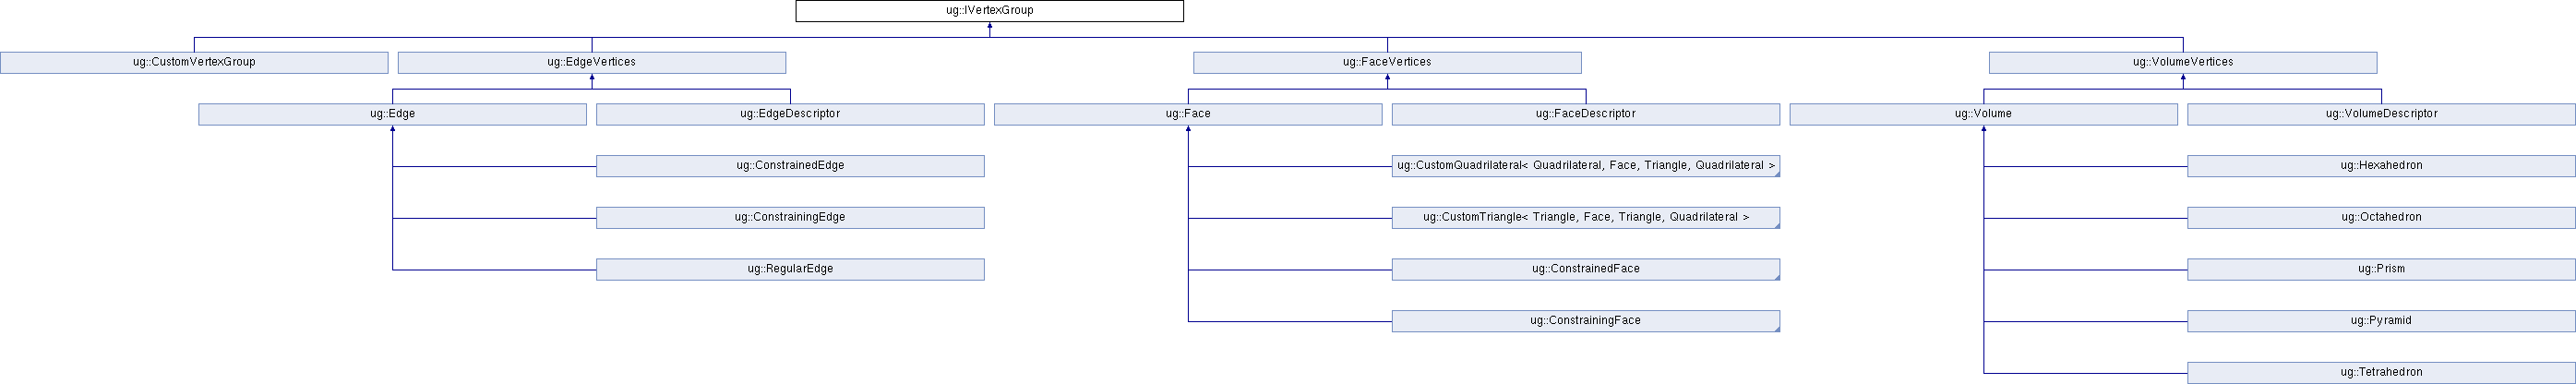 ug::IVertexGroup
ug::CustomVertexGroup
ug::EdgeVertices
ug::FaceVertices
ug::VolumeVertices
ug::Edge
ug::EdgeDescriptor
ug::Face
ug::FaceDescriptor
ug::Volume
ug::VolumeDescriptor
ug::ConstrainedEdge
ug::CustomQuadrilateral< Quadrilateral, Face, Triangle, Quadrilateral >
ug::Hexahedron
ug::ConstrainingEdge
ug::CustomTriangle< Triangle, Face, Triangle, Quadrilateral >
ug::Octahedron
ug::RegularEdge
ug::ConstrainedFace
ug::Prism
ug::ConstrainingFace
ug::Pyramid
ug::Tetrahedron